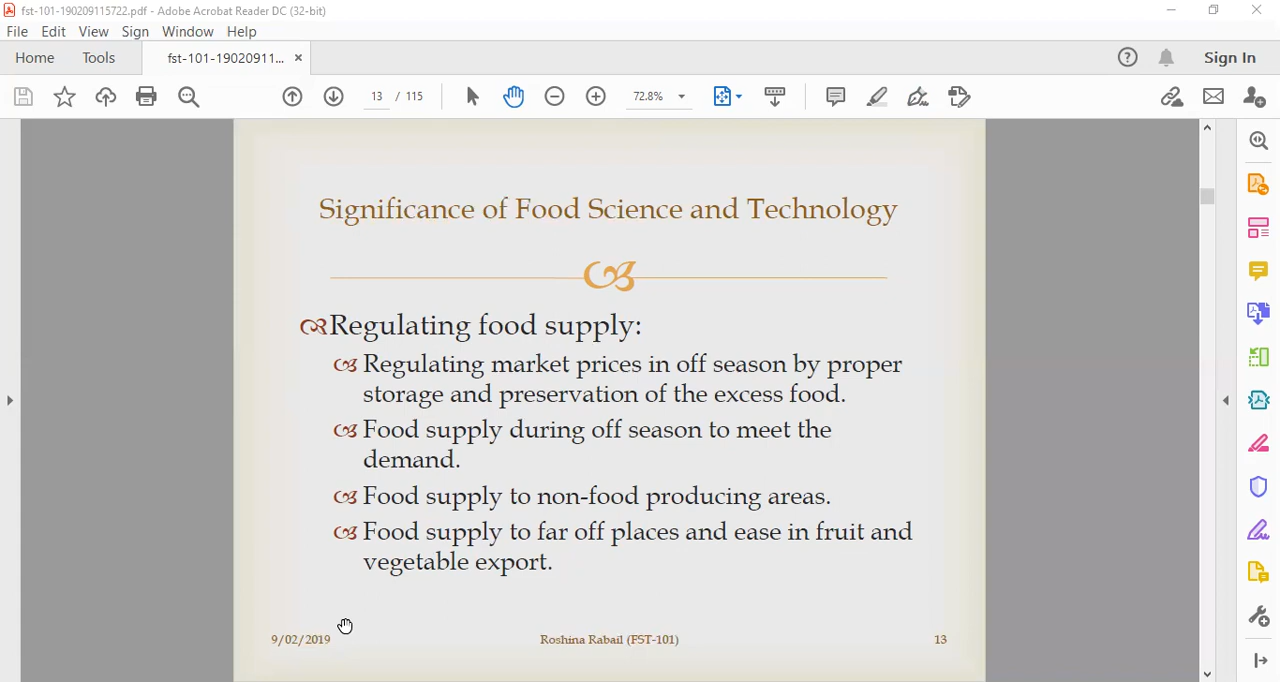 fst-101-190209115722.pdf - Adobe Acrobat Reader DC (32-bit)
File Edit View Sign Window Help
Home Tools fst-101-19020911... × Sign In
13 / 115 72.8%
Significance of Food Science and Technology
Regulating food supply:
Regulating market prices in off season by proper
storage and preservation of the excess food.
Food supply during off season to meet the
demand.
Food supply to non-food producing areas.
Food supply to far off places and ease in fruit and
vegetable export.
9/02/2019 Roshina Rabail (FST-101) 13